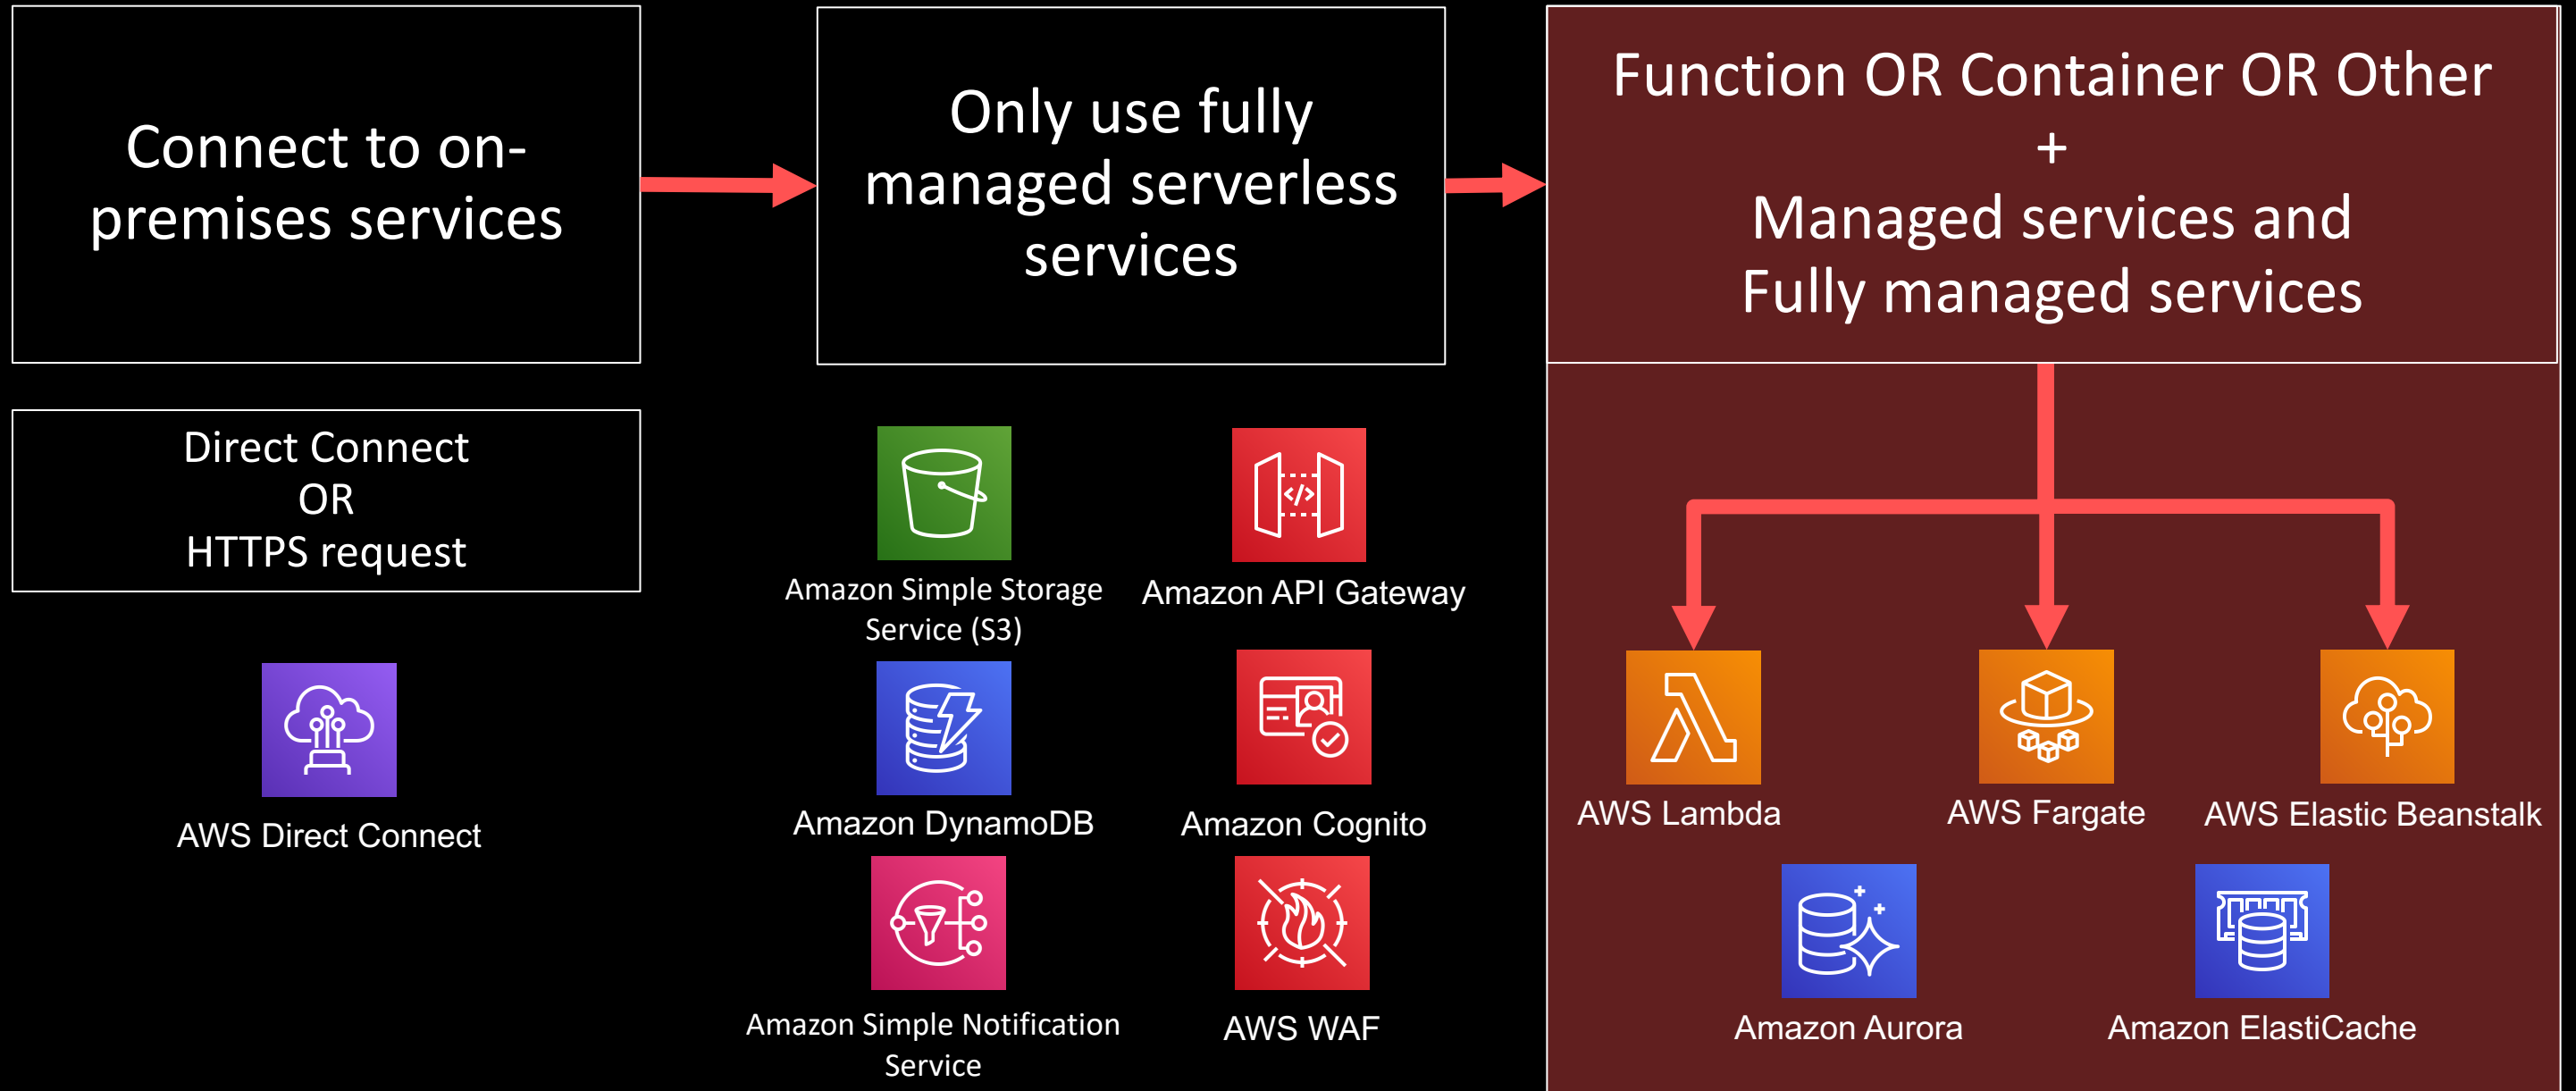 Connect to on-
premises services
Only use fully
managed serverless
services
Function OR Container OR Other
+
Managed services and
Fully managed services
Direct Connect
OR
HTTPS request
AWS Direct Connect
Amazon Simple Storage
Service (S3)
Amazon API Gateway
</>
Amazon DynamoDB
Amazon Cognito
Amazon Simple Notification
Service
AWS WAF
AWS Lambda
AWS Fargate
AWS Elastic Beanstalk
Amazon Aurora
Amazon ElastiCache